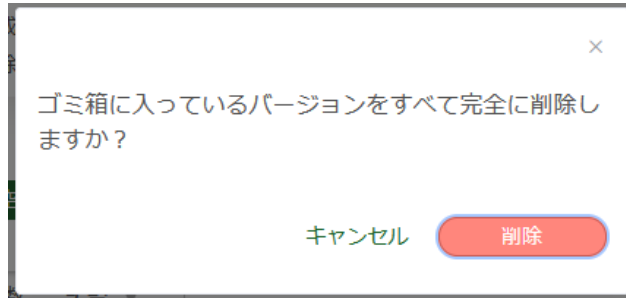 ゴミ箱に入っているバージョンをすべて完全に削除し
ますか？
キャンセル
削除